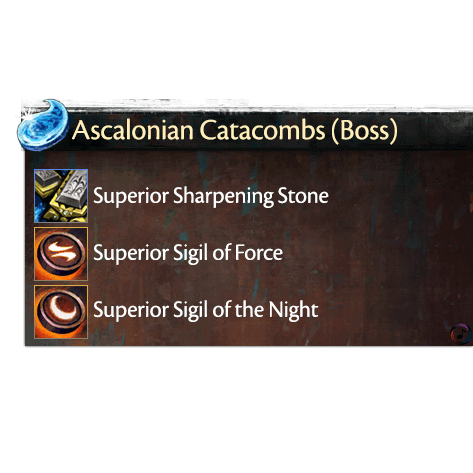 Ascalonian Catacombs (Boss)
Superior Sharpening Stone
Superior Sigil of Force
Superior Sigil of the Night